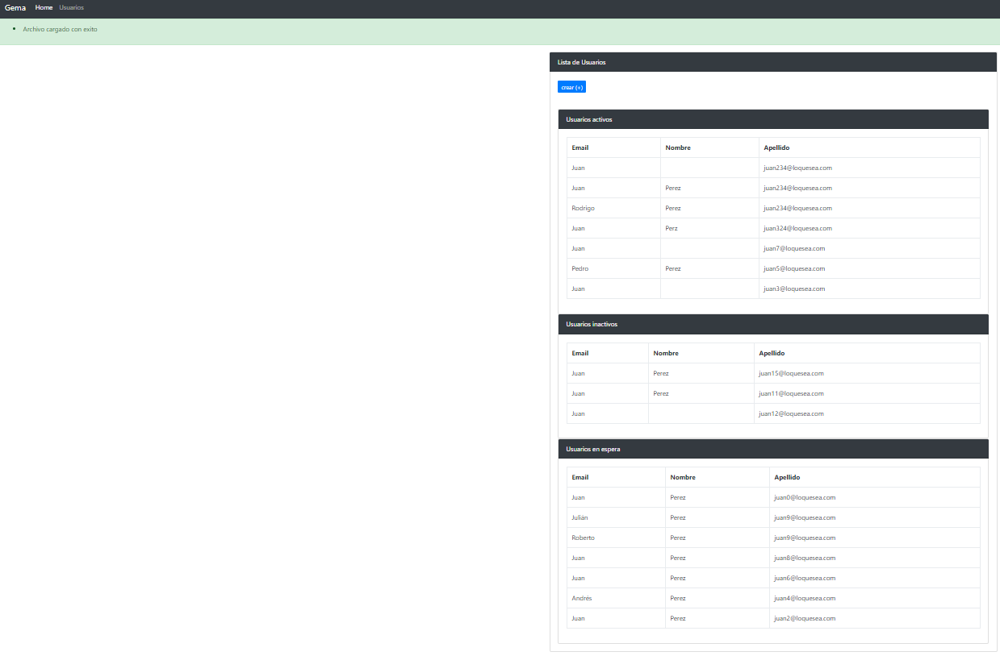 Gema Home Usuarios
Archivo cargado con exito
Lista de Usuarios
crear (+)
Usuarios activos
Email Nombre Apellido
Juan juan234@loquesea.com
Juan Perez juan234@loquesea.com
Rodrigo Perez juan234@loquesea.com
Juan Perz juan324@loquesea.com
Juan juan7@loquesea.com
Pedro Perez juan5@loquesea.com
Juan juan3@loquesea.com
Usuarios inactivos
Email Nombre Apellido
Juan Perez juan15@loquesea.com
Juan Perez juan11@loquesea.com
Juan juan12@loquesea.com
Usuarios en espera
Email Nombre Apellido
Juan Perez juan0@loquesea.com
Julián Perez juan9@loquesea.com
Roberto Perez juan9@loquesea.com
Juan Perez juan8@loquesea.com
Juan Perez juan6@loquesea.com
Andrés Perez juan4@loquesea.com
Juan Perez juan2@loquesea.com